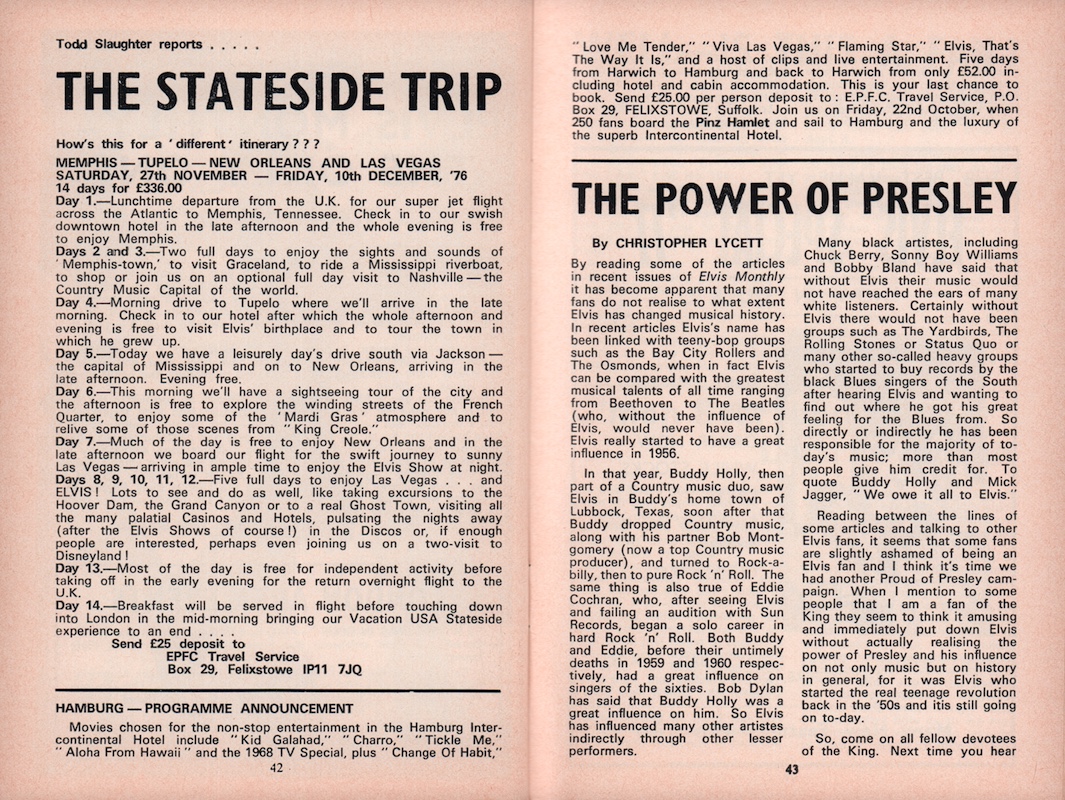 Todd Slaughter reports . . . . .
THE STATESIDE TRIP
How's this for a ' different ' itinerary ? ? ?
MEMPHIS — TUPELO — NEW ORLEANS AND LAS VEGAS
SATURDAY, 27th NOVEMBER — FRIDAY, 10th DECEMBER, '76
14 days for £336.00
Day 1.—Lunchtime departure from the U.K. for our super jet flight
across the Atlantic to Memphis, Tennessee. Check in to our swish
downtown hotel in the late afternoon and the whole evening is free
to enjoy Memphis.
Days 2 and 3.—Two full days to enjoy the sights and sounds of
' Memphis-town,' to visit Graceland, to ride a Mississippi riverboat,
to shop or join us on an optional full day visit to Nashville — the
Country Music Capital of the world.
Day 4.—Morning drive to Tupelo where we'll arrive in the late
morning. Check in to our hotel after which the whole afternoon and
evening is free to visit Elvis' birthplace and to tour the town in
which he grew up.
Day 5.—Today we have a leisurely day's drive south via Jackson —
the capital of Mississippi and on to New Orleans, arriving in the
late afternoon. Evening free.
Day 6.—This morning we'll have a sightseeing tour of the city and
the afternoon is free to explore the winding streets of the French
Quarter, to enjoy some of the ' Mardi Gras ' atmosphere and to
relive some of those scenes from " King Creole."
Day 7.—Much of the day is free to enjoy New Orleans and in the
late afternoon we board our flight for the swift journey to sunny
Las Vegas — arriving in ample time to enjoy the Elvis Show at night.
Days 8, 9, 10, 11, 12.—Five full days to enjoy Las Vegas . . . and
ELVIS ! Lots to see and do as well, like taking excursions to the
Hoover Dam, the Grand Canyon or to a real Ghost Town, visiting all
the many palatial Casinos and Hotels, pulsating the nights away
(after the Elvis Shows of course !) in the Discos or, if enough
people are interested, perhaps even joining us on a two-visit to
Disneyland !
Day 13.—Most of the day is free for independent activity before
taking off in the early evening for the return overnight flight to the
U.K.
Day 14.—Breakfast will be served in flight before touching down
into London in the mid-morning bringing our Vacation USA Stateside
experience to an end . . . .
Send £25 deposit to
EPFC Travel Service
Box 29, Felixstowe IP11 7JQ
HAMBURG — PROGRAMME ANNOUNCEMENT
Movies chosen for the non-stop entertainment in the Hamburg Inter-
continental Hotel include " Kid Galahad," " Charro," " Tickle Me,"
" Aloha From Hawaii " and the 1968 TV Special, plus " Change Of Habit,"
42
" Love Me Tender," " Viva Las Vegas," " Flaming Star," " Elvis, That's
The Way It Is," and a host of clips and live entertainment. Five days
from Harwich to Hamburg and back to Harwich from only £52.00 in-
cluding hotel and cabin accommodation. This is your last chance to
book. Send £25.00 per person deposit to : E.P.F.C. Travel Service, P.O.
Box 29, FELIXSTOWE, Suffolk. Join us on Friday, 22nd October, when
250 fans board the Pinz Hamlet and sail to Hamburg and the luxury of
the superb Intercontinental Hotel.
THE POWER OF PRESLEY
By CHRISTOPHER LYCETT
By reading some of the articles
in recent issues of Elvis Monthly
it has become apparent that many
fans do not realise to what extent
Elvis has changed musical history.
In recent articles Elvis's name has
been linked with teeny-bop groups
such as the Bay City Rollers and
The Osmonds, when in fact Elvis
can be compared with the greatest
musical talents of all time ranging
from Beethoven to The Beatles
(who, without the influence of
Elvis, would never have been).
Elvis really started to have a great
influence in 1956.
In that year, Buddy Holly, then
part of a Country music duo, saw
Elvis in Buddy's home town of
Lubbock, Texas, soon after that
Buddy dropped Country music,
along with his partner Bob Mont-
gomery (now a top Country music
producer), and turned to Rock-a-
billy, then to pure Rock 'n' Roll. The
same thing is also true of Eddie
Cochran, who, after seeing Elvis
and failing an audition with Sun
Records, began a solo career in
hard Rock 'n' Roll. Both Buddy
and Eddie, before their untimely
deaths in 1959 and 1960 respec-
tively, had a great influence on
singers of the sixties. Bob Dylan
has said that Buddy Holly was a
great influence on him. So Elvis
has influenced many other artistes
indirectly through other lesser
performers.
Many black artistes, including
Chuck Berry, Sonny Boy Williams
and Bobby Bland have said that
without Elvis their music would
not have reached the ears of many
white listeners. Certainly without
Elvis there would not have been
groups such as The Yardbirds, The
Rolling Stones or Status Quo or
many other so-called heavy groups
who started to buy records by the
black Blues singers of the South
after hearing Elvis and wanting to
find out where he got his great
feeling for the Blues from. So
directly or indirectly he has been
responsible for the majority of to-
day's music; more than most
people give him credit for. To
quote Buddy Holly and Mick
Jagger, " We owe it all to Elvis."
Reading between the lines of
some articles and talking to other
Elvis fans, it seems that some fans
are slightly ashamed of being an
Elvis fan and I think it's time we
had another Proud of Presley cam-
paign. When I mention to some
people that I am a fan of the
King they seem to think it amusing
and immediately put down Elvis
without actually realising the
power of Presley and his influence
on not only music but on history
in general, for it was Elvis who
started the real teenage revolution
back in the '50s and itis still going
on to-day.
So, come on all fellow devotees
of the King. Next time you hear
43